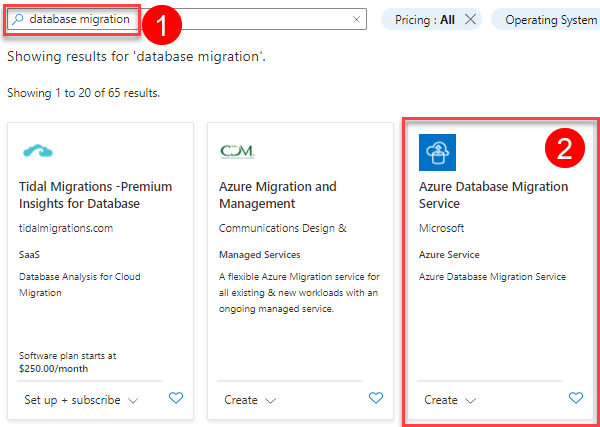 database migration
1
Pricing : All
Operating System
Showing results for 'database migration'.
Showing 1 to 20 of 65 results.
Tidal Migrations -Premium
Insights for Database
tidalmigrations.com
SaaS
Database Analysis for Cloud
Migration
Software plan starts at
$250.00/month
Set up + subscribe
CDM
Azure Migration and
Management
Communications Design &
Managed Services
A flexible Azure Migration service for
all existing & new workloads with an
ongoing managed service.
Create
2
Azure Database Migration
Service
Microsoft
Azure Service
Azure Database Migration Service
Create